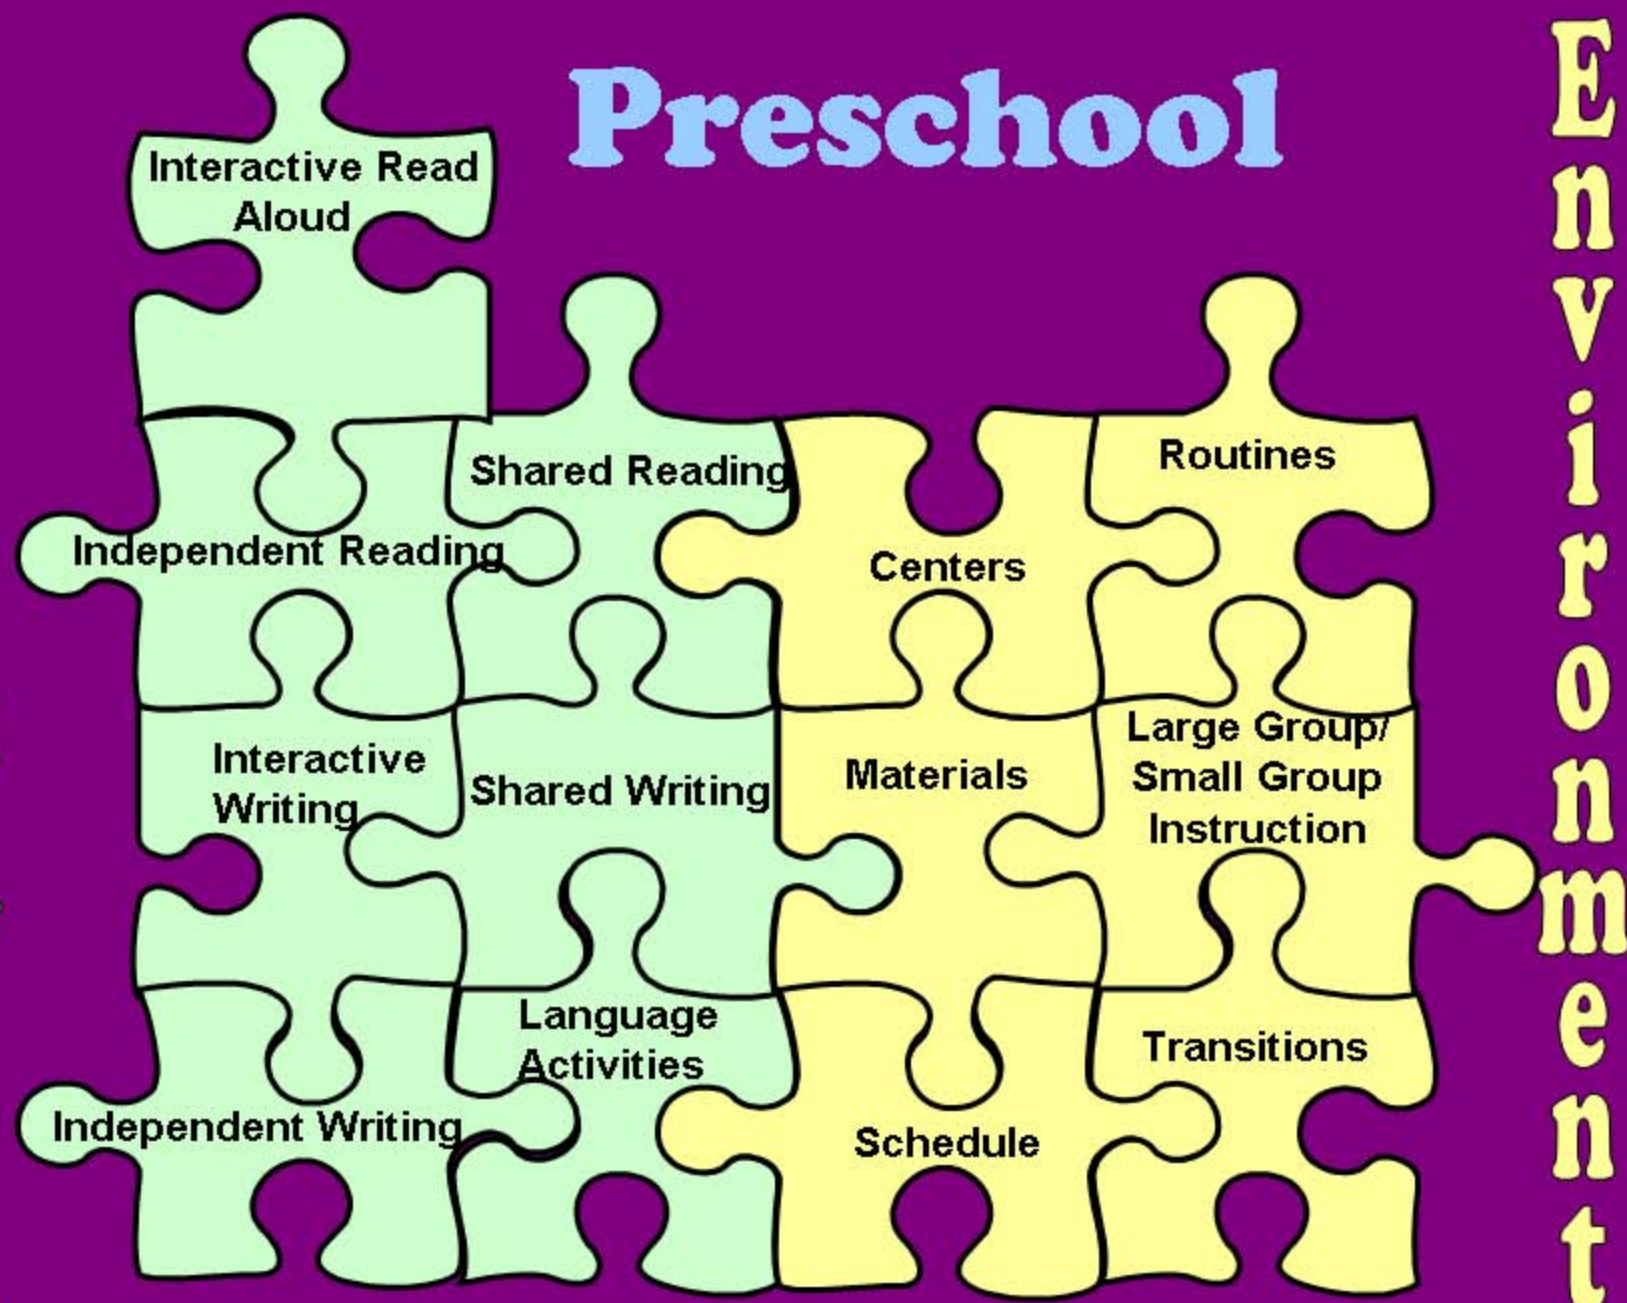 Preschool
Interactive Read
Aloud
Shared Reading
Routines
Independent Reading
Centers
Interactive
Writing
Shared Writing
Materials
Large Group/
Small Group
Instruction
Language
Activities
Transitions
Independent Writing
Schedule
Environment